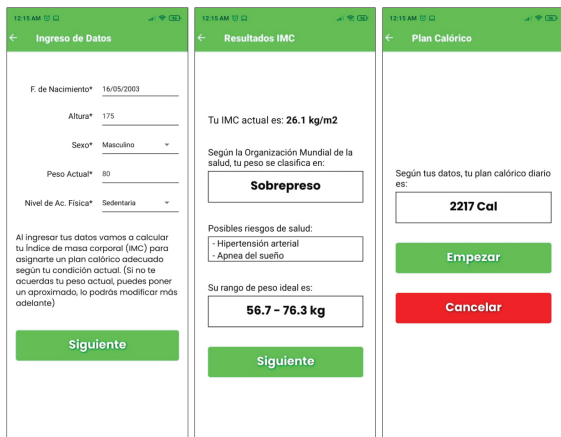 12:15 AM
Ingreso de Datos
F. de Nacimiento* 16/05/2003
Altura* 175
Sexo* Masculino
Peso Actual* 80
Nivel de Ac. Física* Sedentaria
Al ingresar tus datos vamos a calcular
tu Índice de masa corporal (IMC) para
asignarte un plan calórico adecuado
según tu condición actual. (Si no te
acuerdas tu peso actual, puedes poner
un aproximado, lo podrás modificar más
adelante)
Siguiente
12:15 AM
Resultados IMC
Tu IMC actual es: 26.1 kg/m2
Según la Organización Mundial de la
salud, tu peso se clasifica en:
Sobrepreso
Posibles riesgos de salud:
- Hipertensión arterial
- Apnea del sueño
Su rango de peso ideal es:
56.7 - 76.3 kg
Siguiente
12:15 AM
Plan Calórico
Según tus datos, tu plan calórico diario
es:
2217 Cal
Empezar
Cancelar